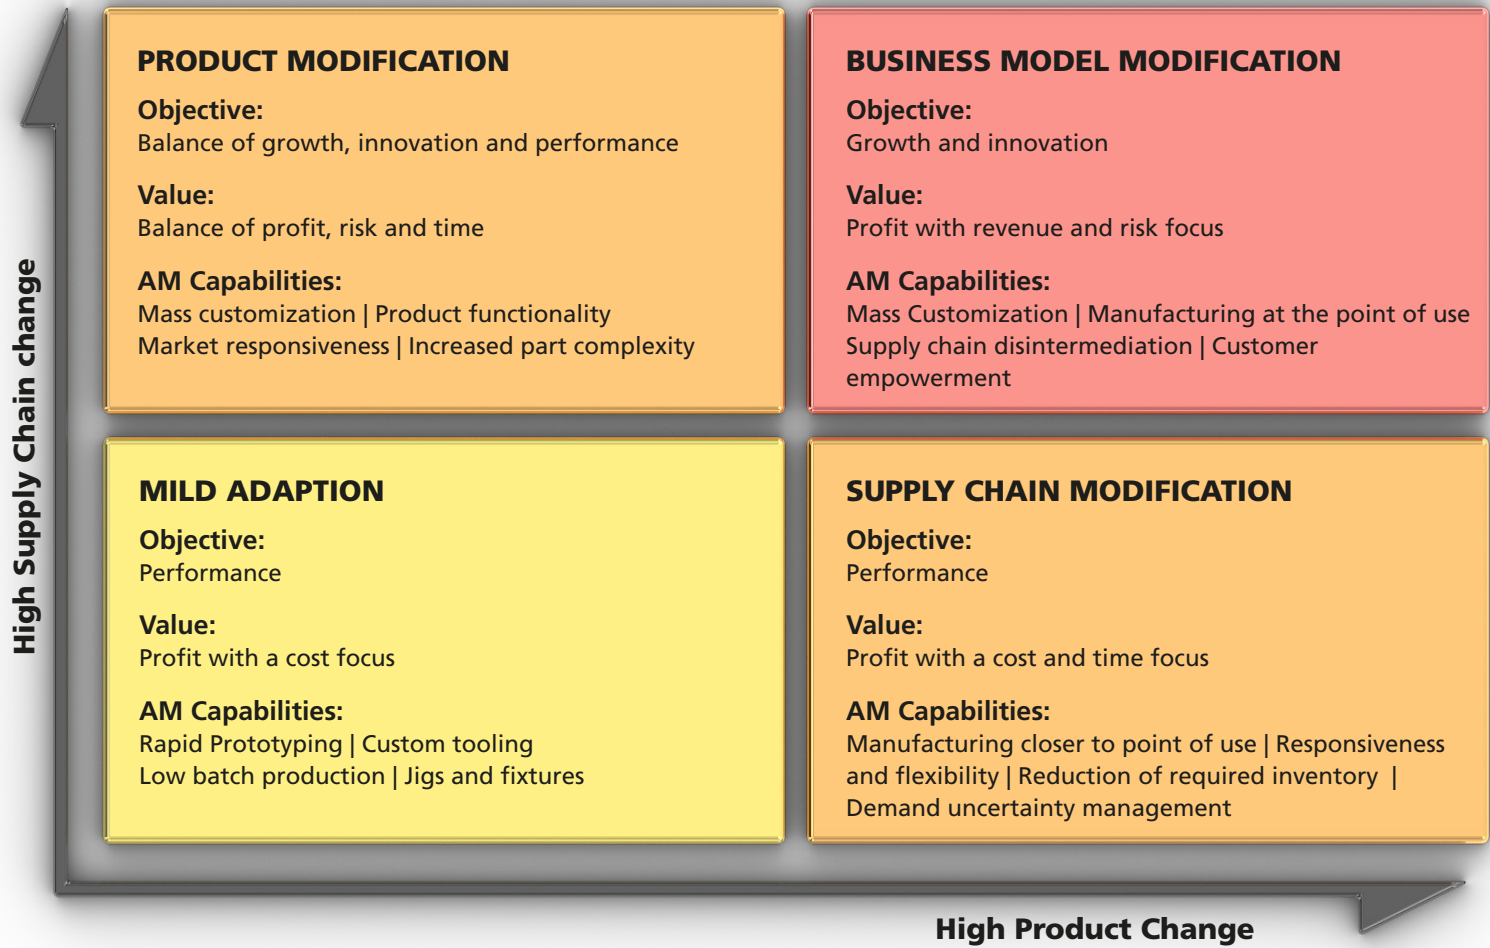 High Supply Chain change
PRODUCT MODIFICATION
Objective:
Balance of growth, innovation and performance
Value:
Balance of profit, risk and time
AM Capabilities:
Mass customization | Product functionality
Market responsiveness | Increased part complexity
BUSINESS MODEL MODIFICATION
Objective:
Growth and innovation
Value:
Profit with revenue and risk focus
AM Capabilities:
Mass Customization | Manufacturing at the point of use
Supply chain disintermediation | Customer
empowerment
MILD ADAPTION
Objective:
Performance
Value:
Profit with a cost focus
AM Capabilities:
Rapid Prototyping | Custom tooling
Low batch production | Jigs and fixtures
SUPPLY CHAIN MODIFICATION
Objective:
Performance
Value:
Profit with a cost and time focus
AM Capabilities:
Manufacturing closer to point of use | Responsiveness
and flexibility | Reduction of required inventory |
Demand uncertainty management
High Product Change